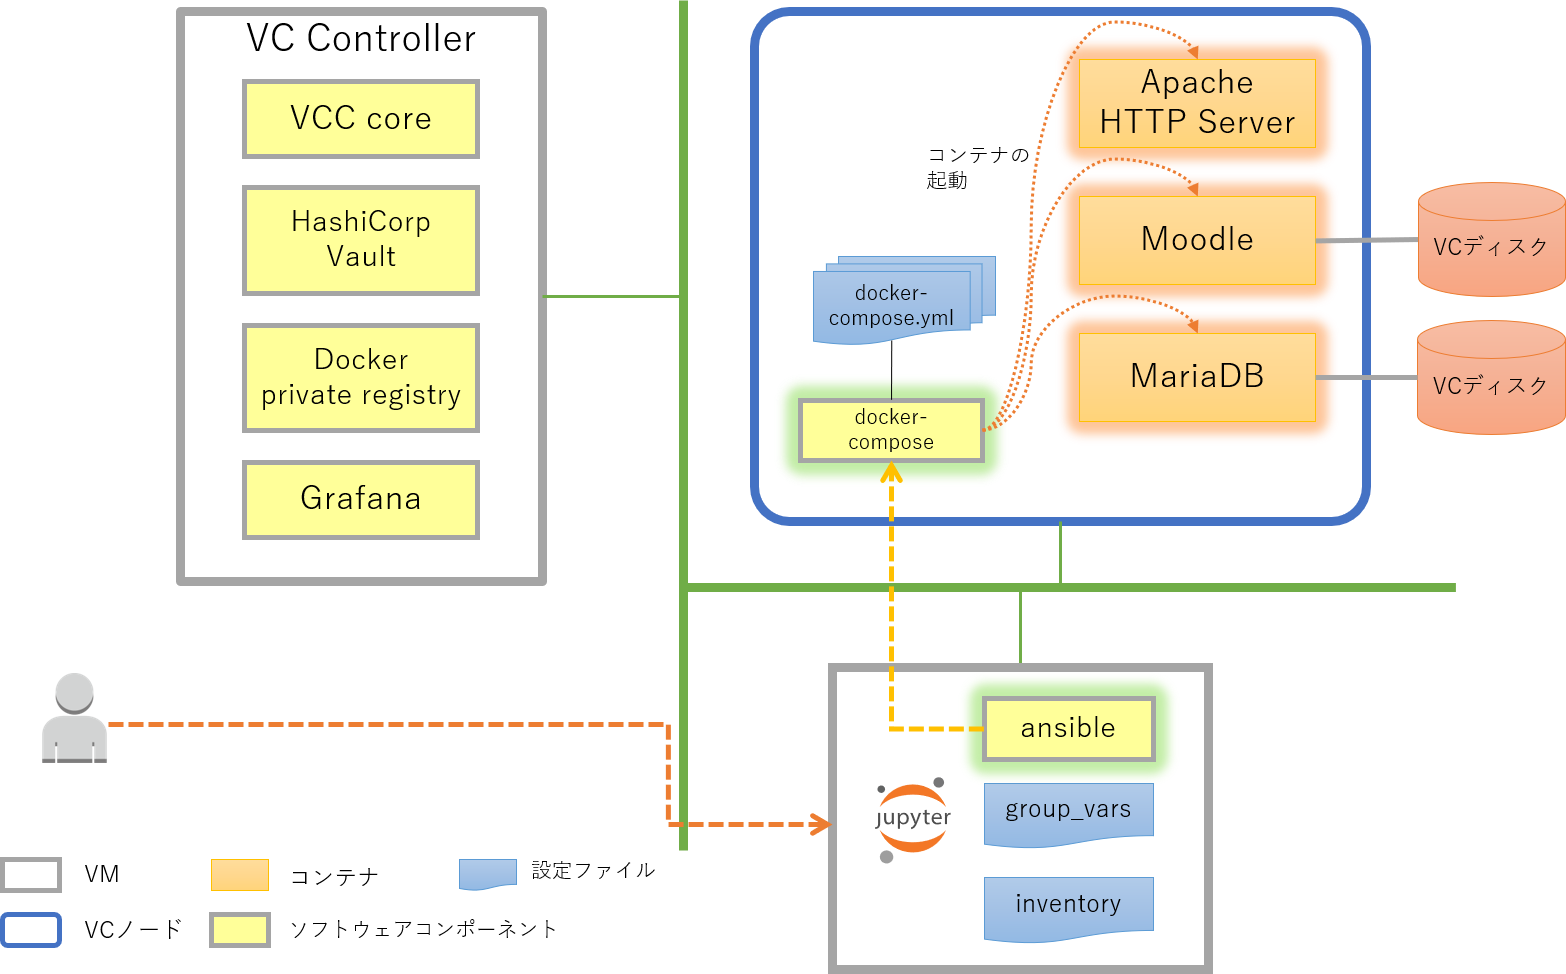 VC Controller
VCC core
HashiCorp
Vault
Docker
private registry
Grafana
コンテナの
起動
Apache
HTTP Server
Moodle
MariaDB
VCディスク
VCディスク
docker-
compose.yml
docker-
compose
ansible
jupyter
group_vars
inventory
VM
コンテナ
設定ファイル
VCノード
ソフトウェアコンポーネント